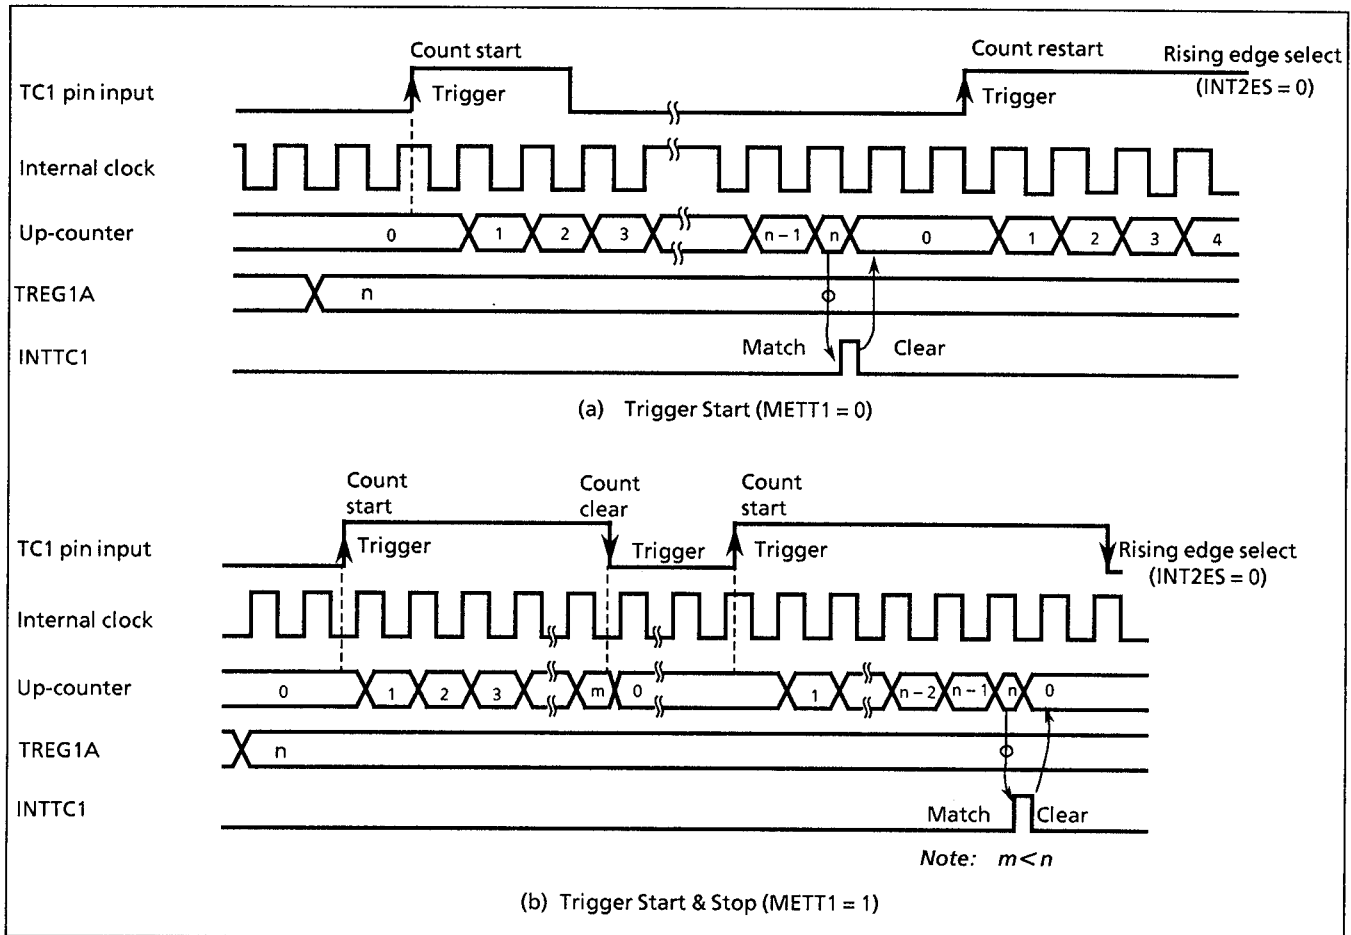 Count start
Count restart
Rising edge select
(INT2ES = 0)
TC1 pin input
Trigger
Trigger
Internal clock
Up-counter
0 1 2 3 n – 1 n 0 1 2 3 4
TREG1A
n
INTTC1
Match
Clear
(a) Trigger Start (METT1 = 0)
Count start
Count clear
Count start
TC1 pin input
Trigger
Trigger
Trigger
Rising edge select
(INT2ES = 0)
Internal clock
Up-counter
0 1 2 3 m 0 1 n – 2 n – 1 n 0
TREG1A
n
INTTC1
Match
Clear
Note: m < n
(b) Trigger Start & Stop (METT1 = 1)